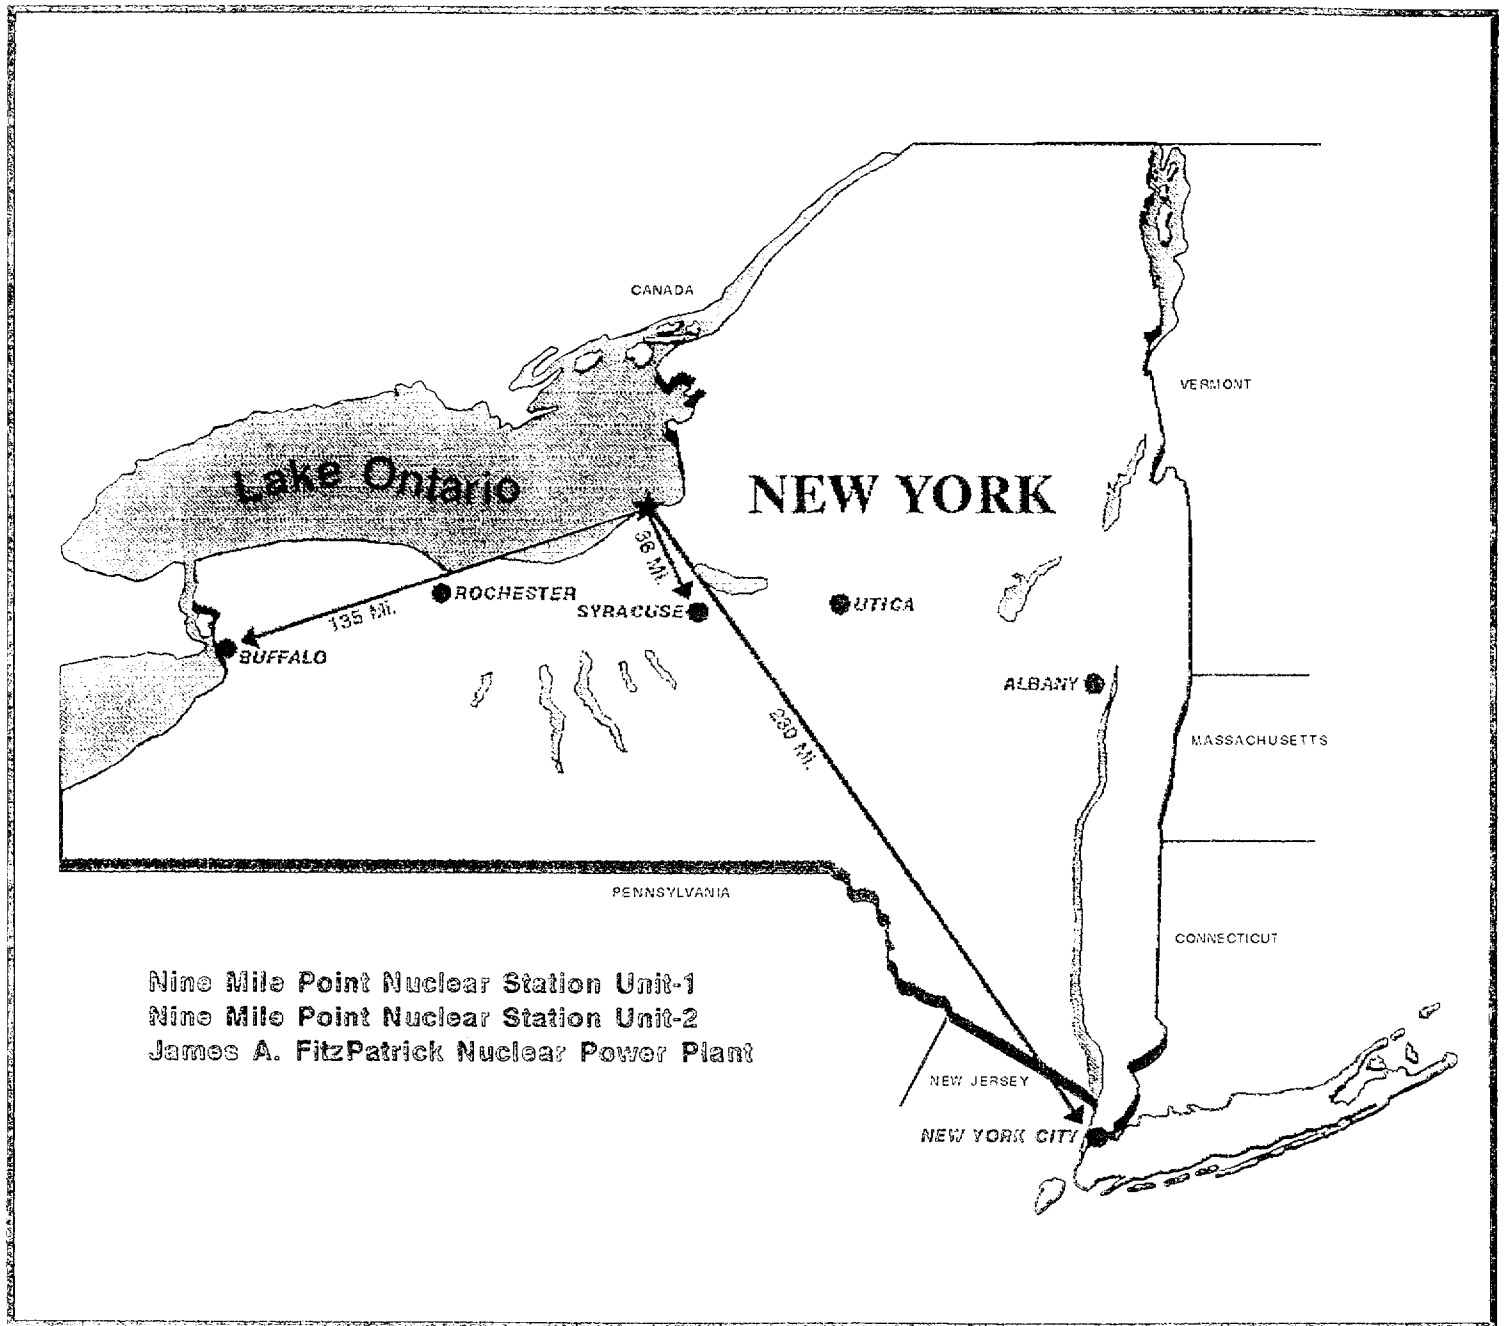 CANADA
VERMONT
Lake Ontario
NEW YORK
36 Mi.
ROCHESTER
SYRACUSE
UTICA
135 Mi.
BUFFALO
ALBANY
280 Mi.
MASSACHUSETTS
PENNSYLVANIA
CONNECTICUT
Nine Mile Point Nuclear Station Unit-1
Nine Mile Point Nuclear Station Unit-2
James A. FitzPatrick Nuclear Power Plant
NEW JERSEY
NEW YORK CITY